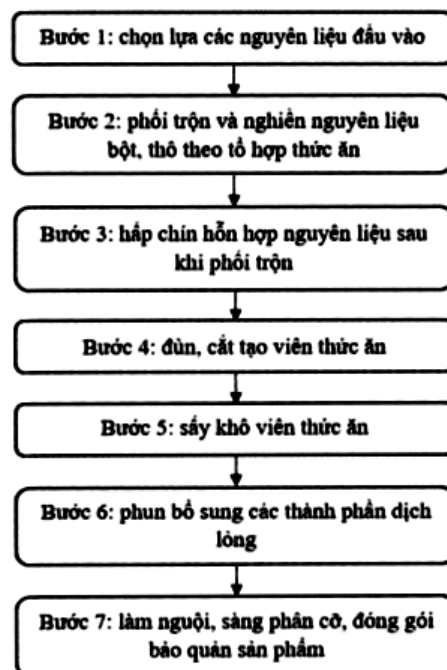 Bước 1: chọn lựa các nguyên liệu đầu vào
Bước 2: phối trộn và nghiền nguyên liệu
bột, thô theo tổ hợp thức ăn
Bước 3: hấp chín hỗn hợp nguyên liệu sau
khi phối trộn
Bước 4: đùn, cắt tạo viên thức ăn
Bước 5: sấy khô viên thức ăn
Bước 6: phun bổ sung các thành phần dịch
lỏng
Bước 7: làm nguội, sàng phân cỡ, đóng gói
bảo quản sản phẩm